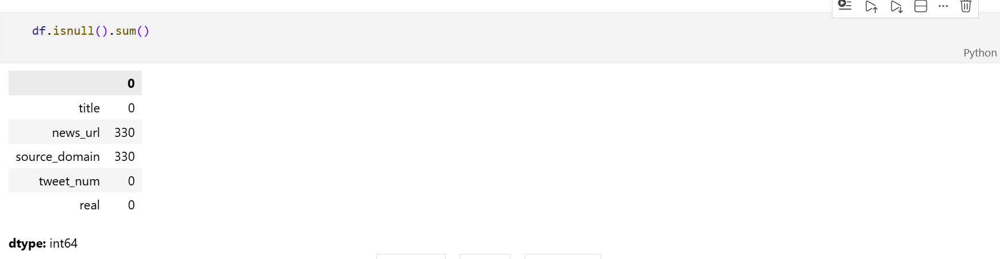 df.isnull().sum()
Python
0
title 0
news_url 330
source_domain 330
tweet_num 0
real 0
dtype: int64